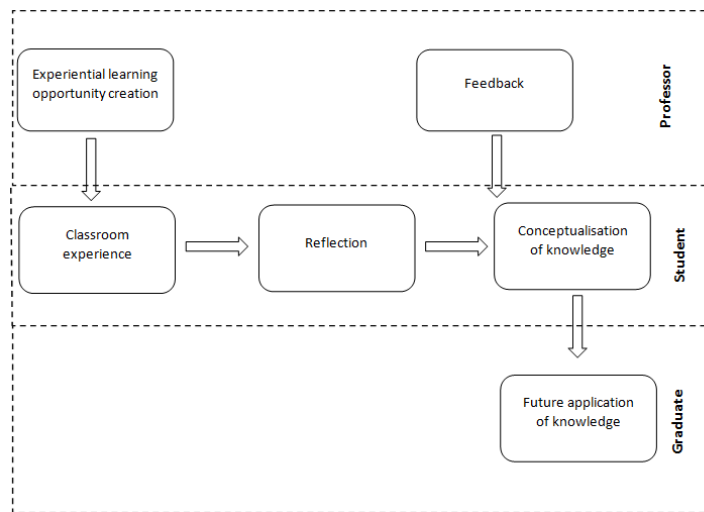 Experiential learning
opportunity creation
Feedback
Professor
Classroom
experience
Reflection
Conceptualisation
of knowledge
Student
Future application
of knowledge
Graduate